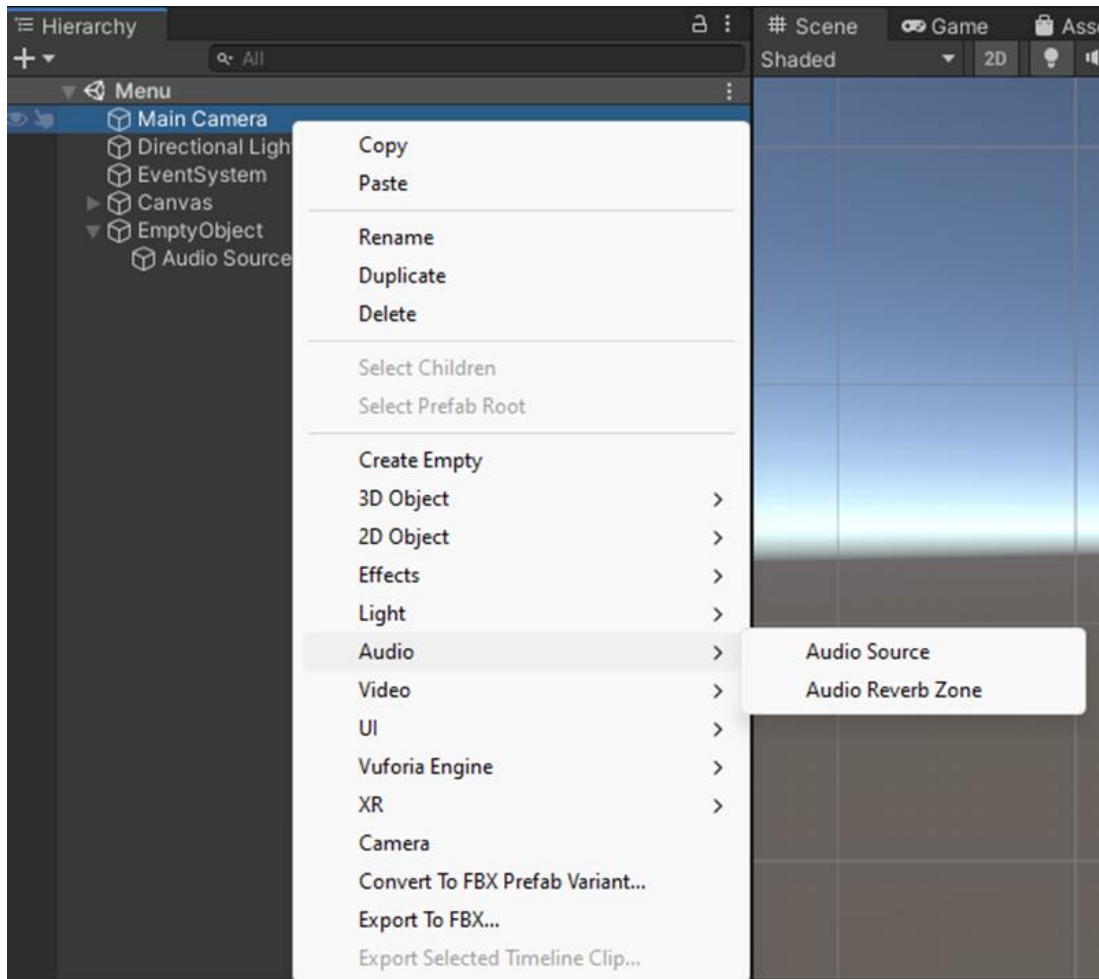 Hierarchy
# Scene Game Asse
All
Shaded 2D
Menu
Main Camera
Directional Ligh
EventSystem
Canvas
EmptyObject
Audio Source
Copy
Paste
Rename
Duplicate
Delete
Select Children
Select Prefab Root
Create Empty
3D Object
2D Object
Effects
Light
Audio
Video
UI
Vuforia Engine
XR
Camera
Convert To FBX Prefab Variant...
Export To FBX...
Export Selected Timeline Clip...
Audio Source
Audio Reverb Zone